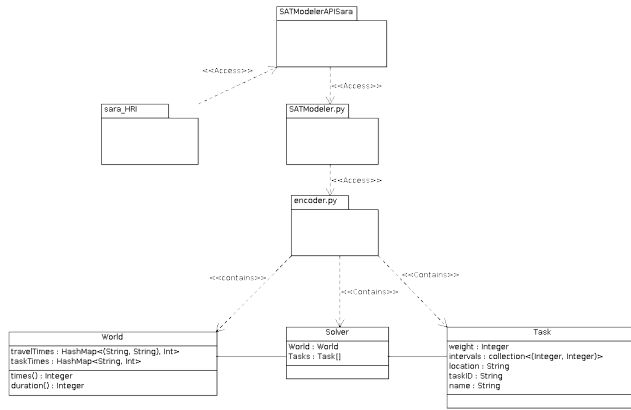 SATModelerAPISara
<<Access>>
<<Access>>
sara_HRI
SATModeler.py
<<Access>>
encoder.py
<<contains>>
<<Contains>>
<<Contains>>
World
travelTimes : HashMap<(String, String), Int>
taskTimes : HashMap<String, Int>
times() : Integer
duration() : Integer
Solver
World : World
Tasks : Task[]
Task
weight : Integer
intervals : collection<(Integer, Integer)>
location : String
taskID : String
name : String